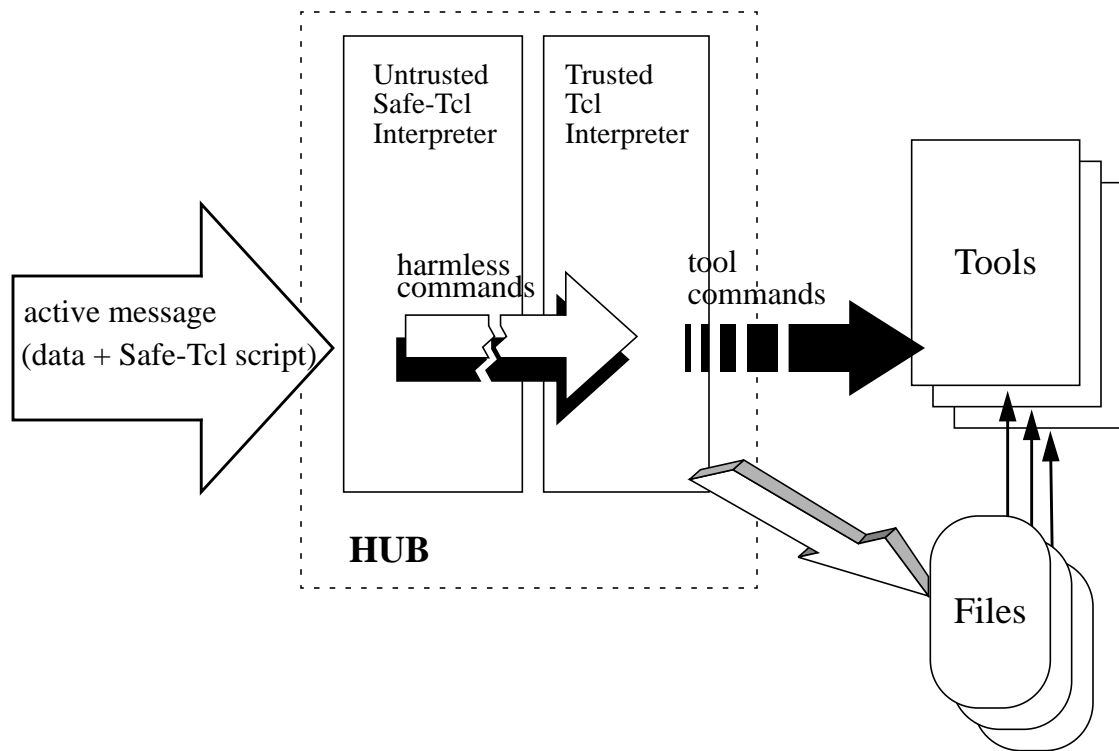 Untrusted
Safe-Tcl
Interpreter
Trusted
Tcl
Interpreter
Tools
harmless
commands
tool
commands
active message
(data + Safe-Tcl script)
HUB
Files